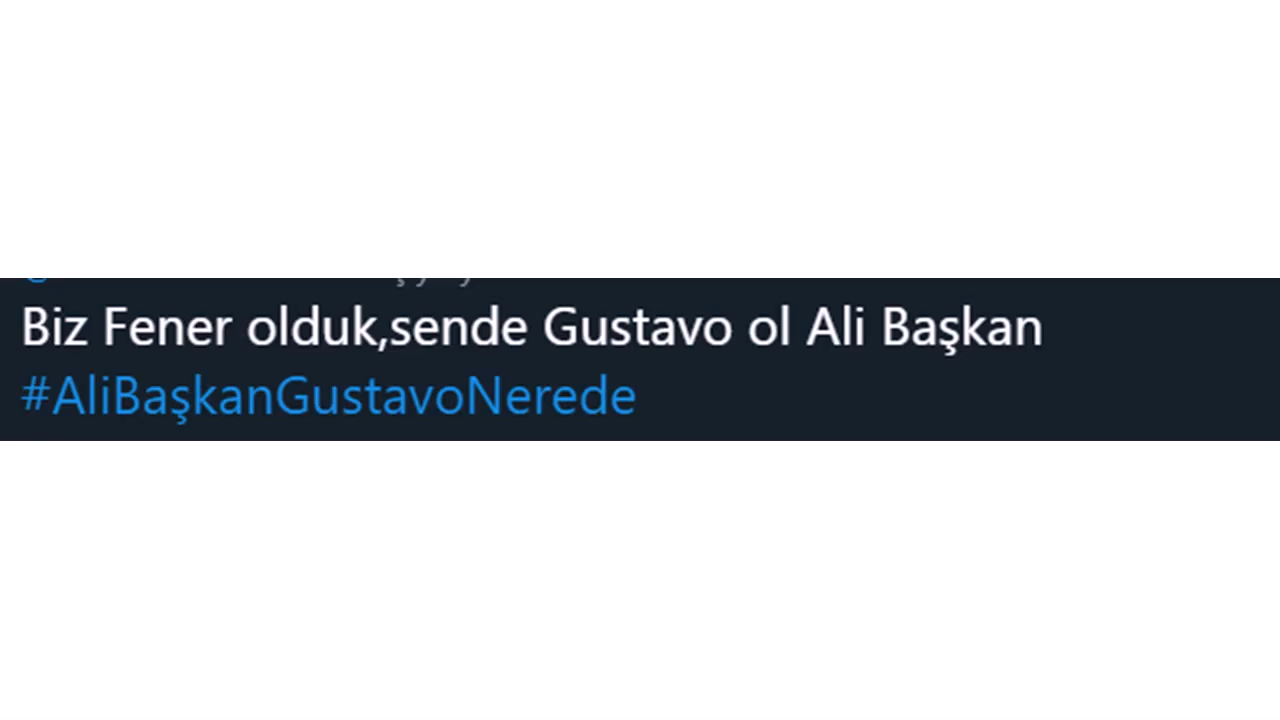 Biz Fener olduk,sende Gustavo ol Ali Başkan
#AliBaşkanGustavoNerede